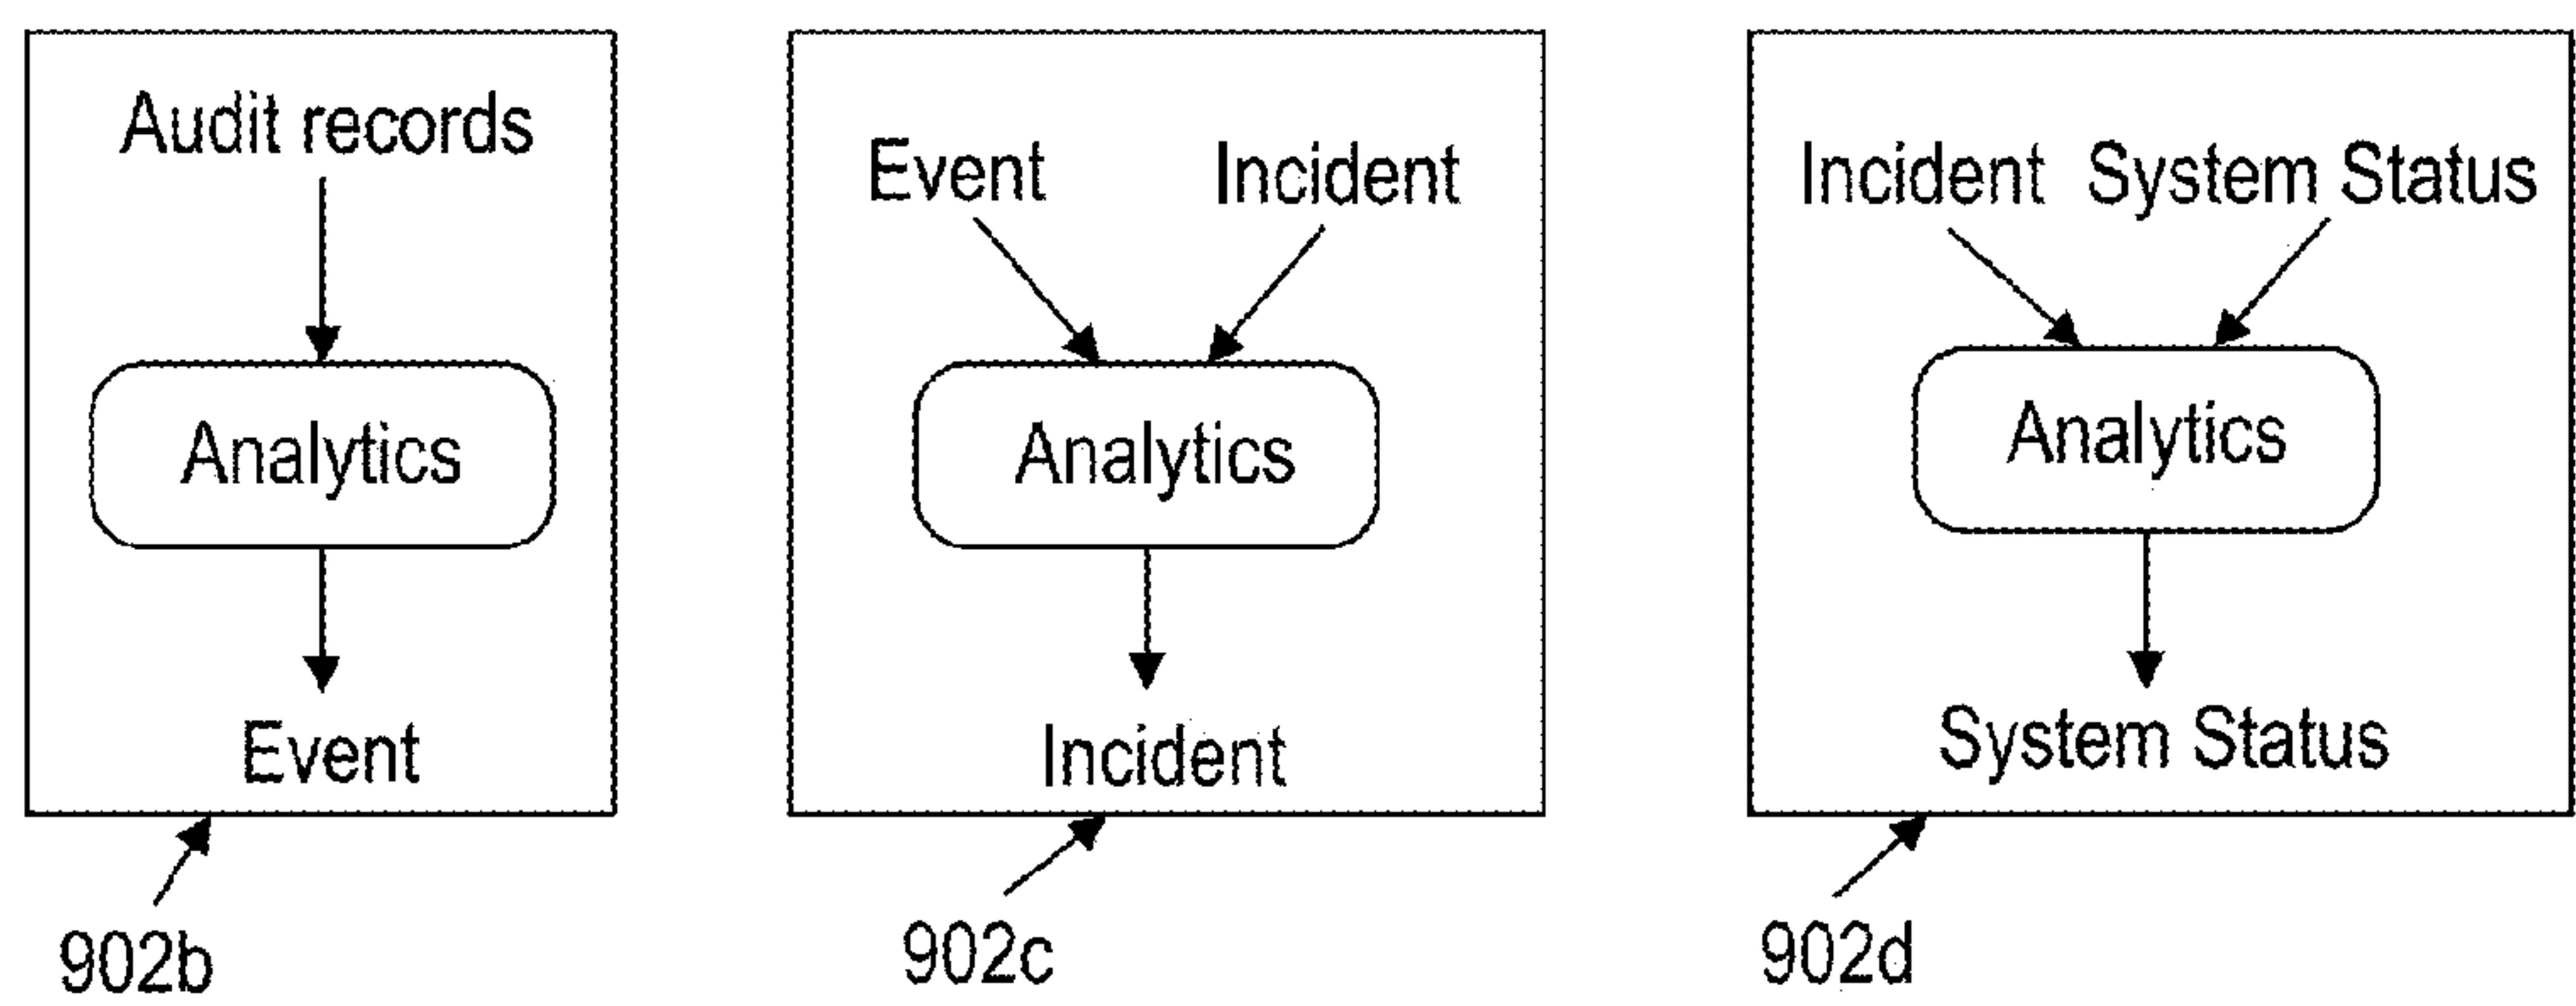 Audit records
Analytics
Event
902b
Event Incident
Analytics
Incident
902c
Incident System Status
Analytics
System Status
902d